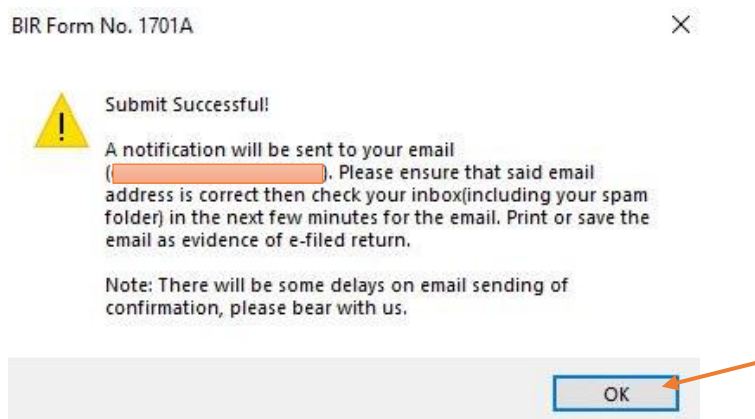 BIR Form No. 1701A
Submit Successful!
A notification will be sent to your email
( ). Please ensure that said email
address is correct then check your inbox(including your spam
folder) in the next few minutes for the email. Print or save the
email as evidence of e-filed return.
Note: There will be some delays on email sending of
confirmation, please bear with us.
OK